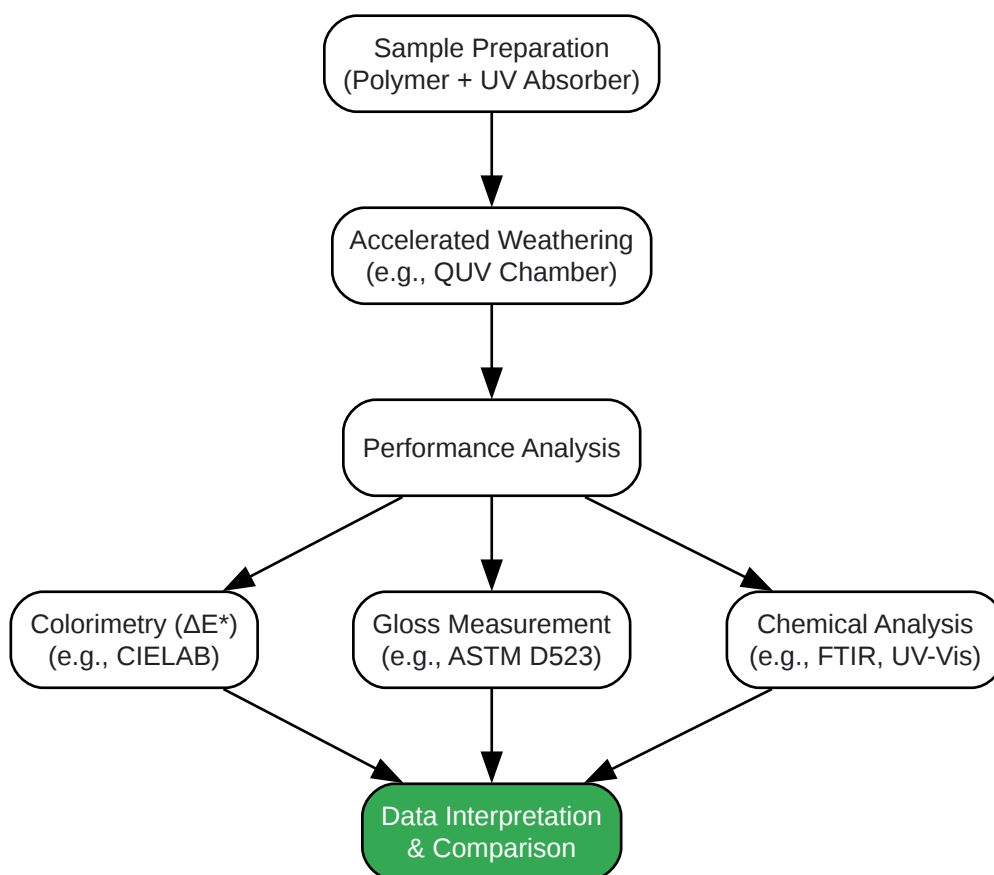 Sample Preparation
(Polymer + UV Absorber)
Accelerated Weathering
(e.g., QUV Chamber)
Performance Analysis
Colorimetry (ΔE*)
(e.g., CIELAB)
Gloss Measurement
(e.g., ASTM D523)
Chemical Analysis
(e.g., FTIR, UV-Vis)
Data Interpretation
& Comparison